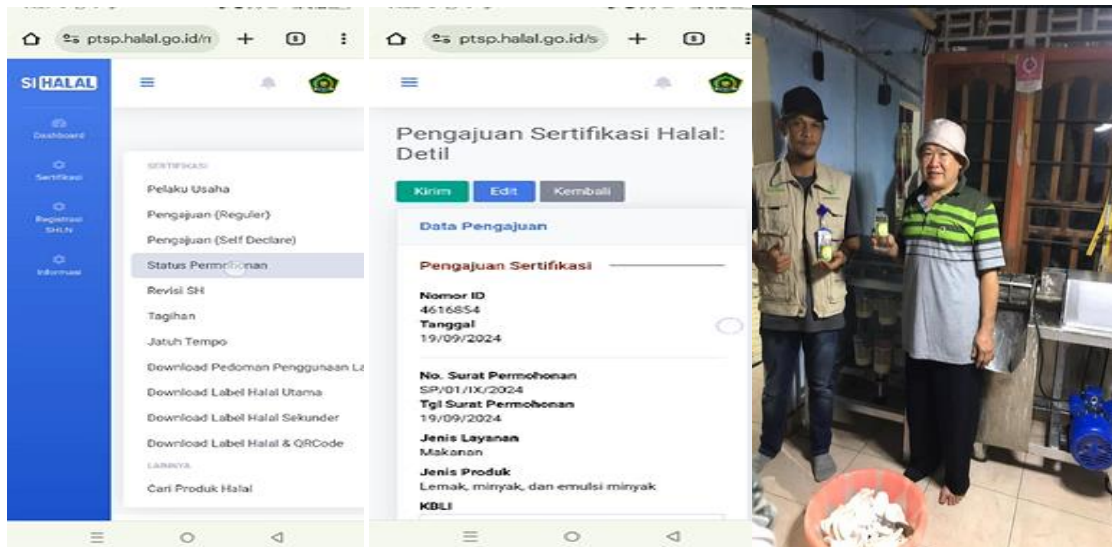 ptsp.halal.go.id/r
8
SIHALAL
Dashboard
Sertifikasi
Registrasi
SHLN
Informasi
SERTIFIKASI
Pelaku Usaha
Pengajuan (Reguler)
Pengajuan (Self Declare)
Status Permohonan
Revisi SH
Tagihan
Jatuh Tempo
Download Pedoman Penggunaan La
Download Label Halal Utama
Download Label Halal Sekunder
Download Label Halal & QRCode
LAINNYA
Cari Produk Halal
ptsp.halal.go.id/s
8
Pengajuan Sertifikasi Halal:
Detil
Kirim Edit Kembali
Data Pengajuan
Pengajuan Sertifikasi
Nomor ID
4616854
Tanggal
19/09/2024
No. Surat Permohonan
SP/01/IX/2024
Tgl Surat Permohonan
19/09/2024
Jenis Layanan
Makanan
Jenis Produk
Lemak, minyak, dan emulsi minyak
KBLI